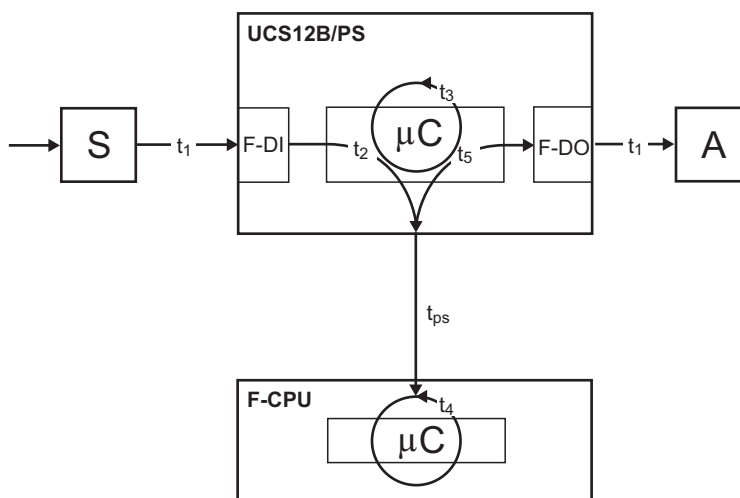 UCS12B/PS
S
t₁
F-DI
t₂
μC
t₃
t₅
F-DO
t₁
A
tₚₛ
F-CPU
t₄
μC